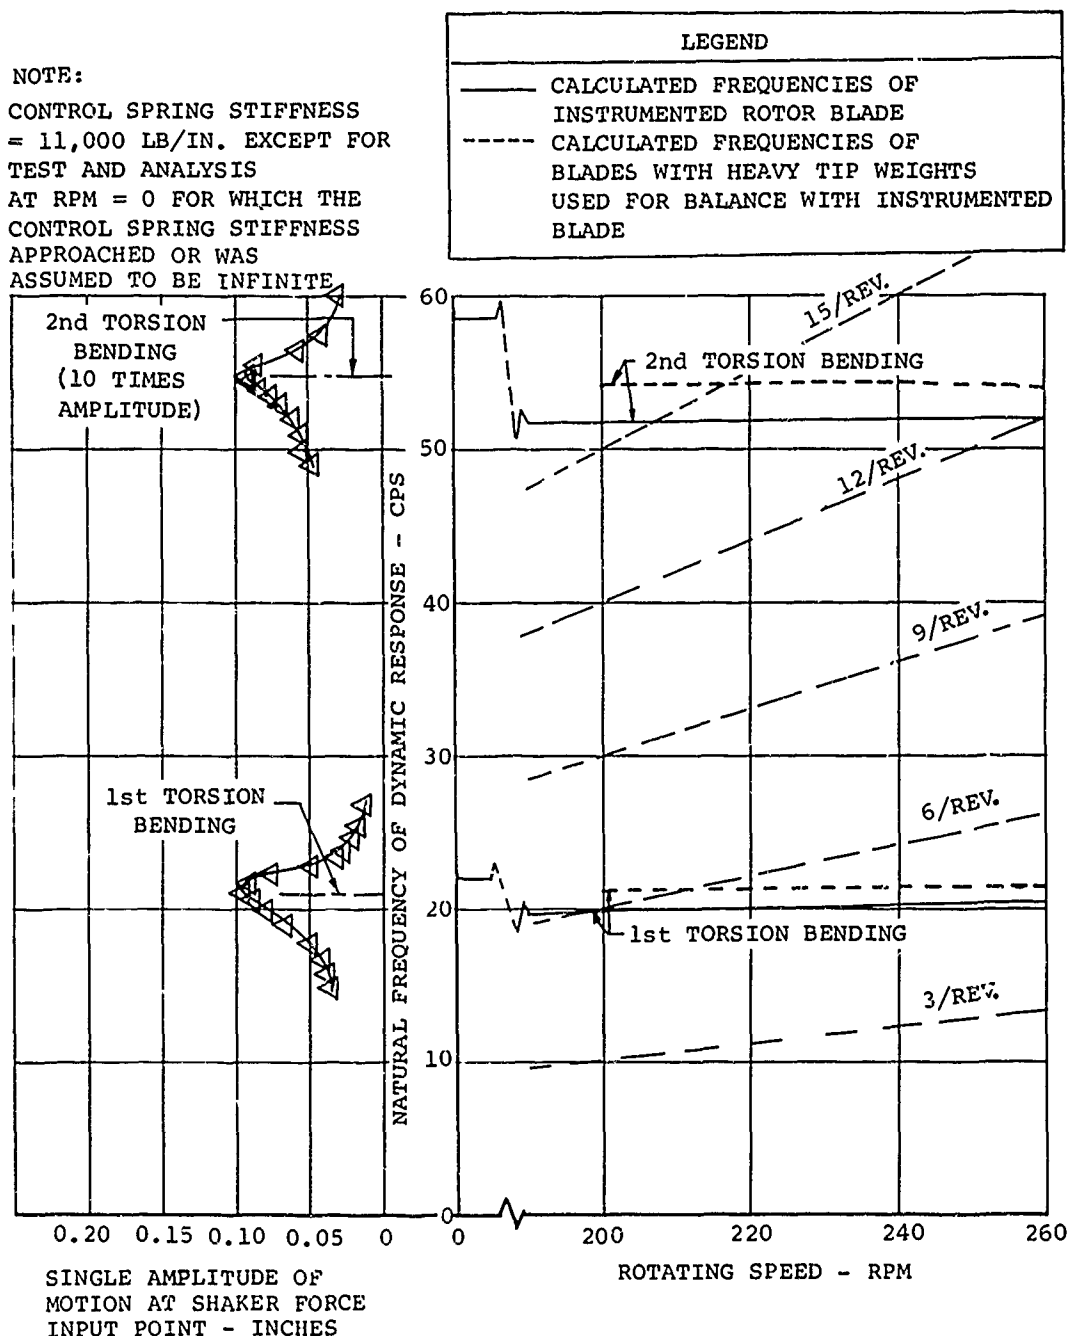 NOTE:
CONTROL SPRING STIFFNESS
= 11,000 LB/IN. EXCEPT FOR
TEST AND ANALYSIS
AT RPM = 0 FOR WHICH THE
CONTROL SPRING STIFFNESS
APPROACHED OR WAS
ASSUMED TO BE INFINITE
LEGEND
CALCULATED FREQUENCIES OF
INSTRUMENTED ROTOR BLADE
CALCULATED FREQUENCIES OF
BLADES WITH HEAVY TIP WEIGHTS
USED FOR BALANCE WITH INSTRUMENTED
BLADE
2nd TORSION
BENDING
(10 TIMES
AMPLITUDE)
1st TORSION
BENDING
0.20 0.15 0.10 0.05 0
SINGLE AMPLITUDE OF
MOTION AT SHAKER FORCE
INPUT POINT - INCHES
NATURAL FREQUENCY OF DYNAMIC RESPONSE - CPS
60
50
40
30
20
10
0
15/REV.
2nd TORSION BENDING
12/REV.
9/REV.
6/REV.
1st TORSION BENDING
3/REV.
0 200 220 240 260
ROTATING SPEED - RPM